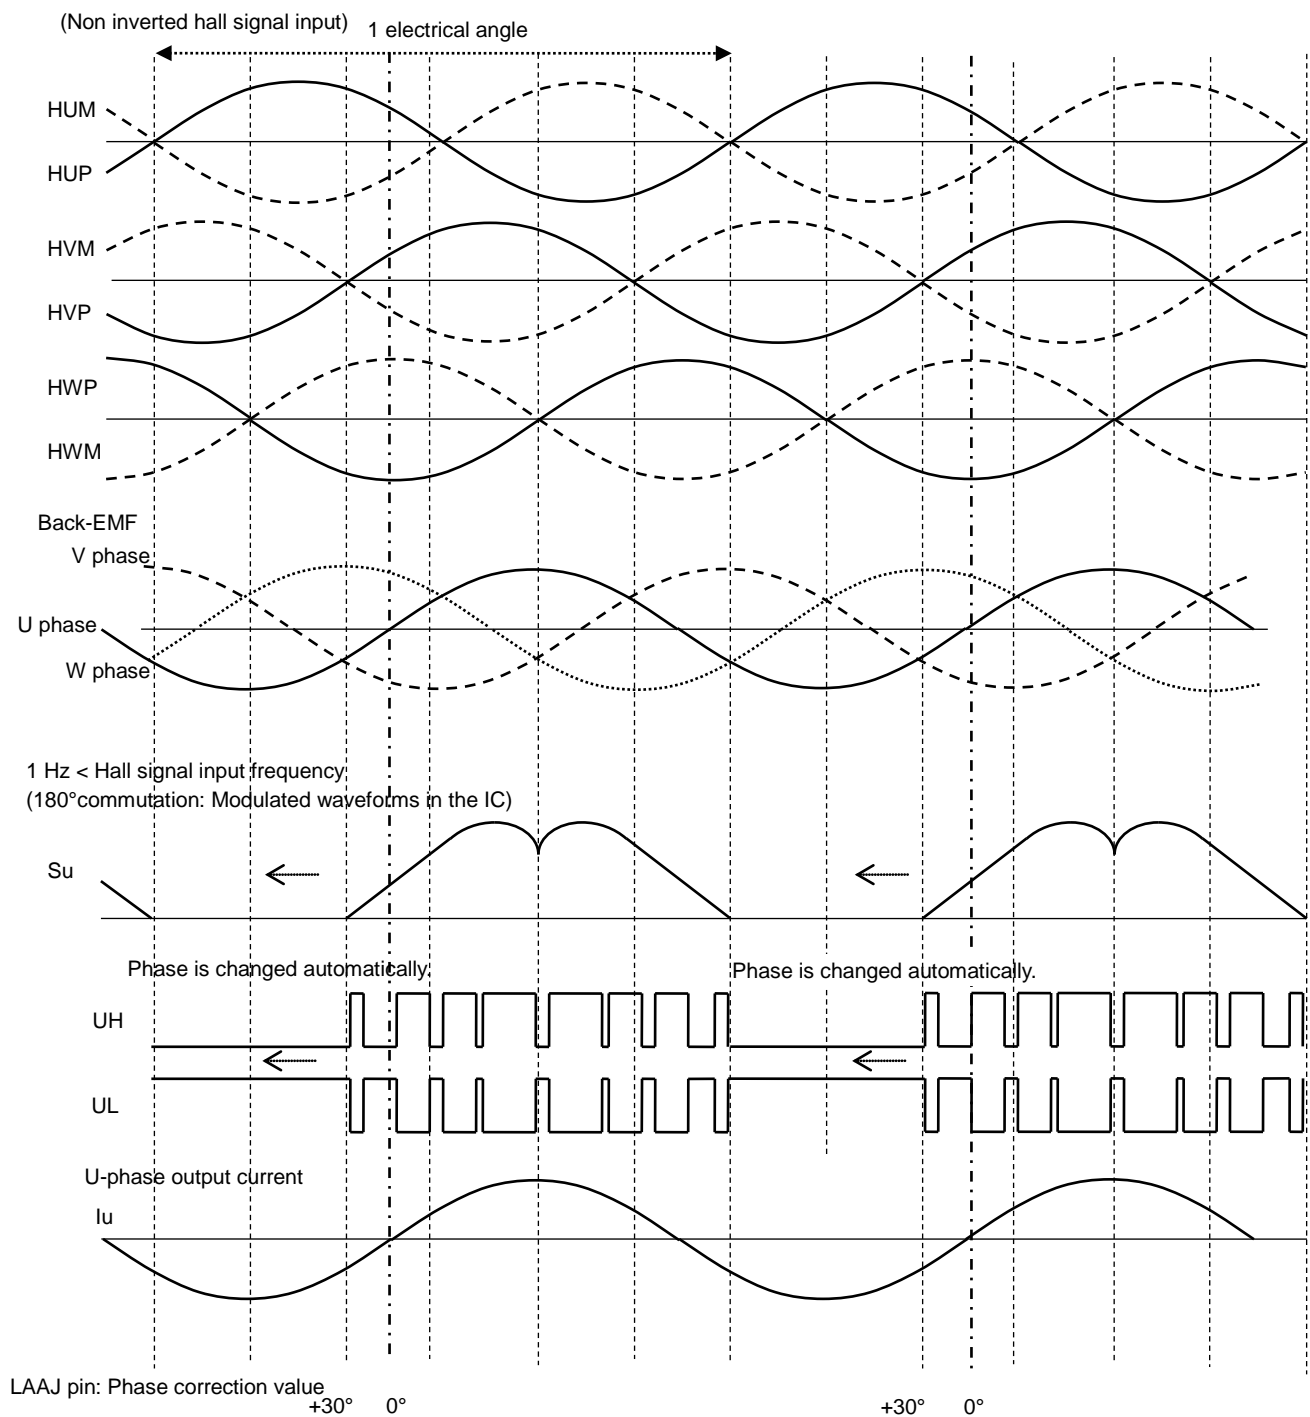 (Non inverted hall signal input)
1 electrical angle
HUM
HUP
HVM
HVP
HWP
HWM
Back-EMF
V phase
U phase
W phase
1 Hz < Hall signal input frequency
(180°commutation: Modulated waveforms in the IC)
Su
Phase is changed automatically.
Phase is changed automatically.
UH
UL
U-phase output current
Iu
LAAJ pin: Phase correction value
+30° 0° +30° 0°